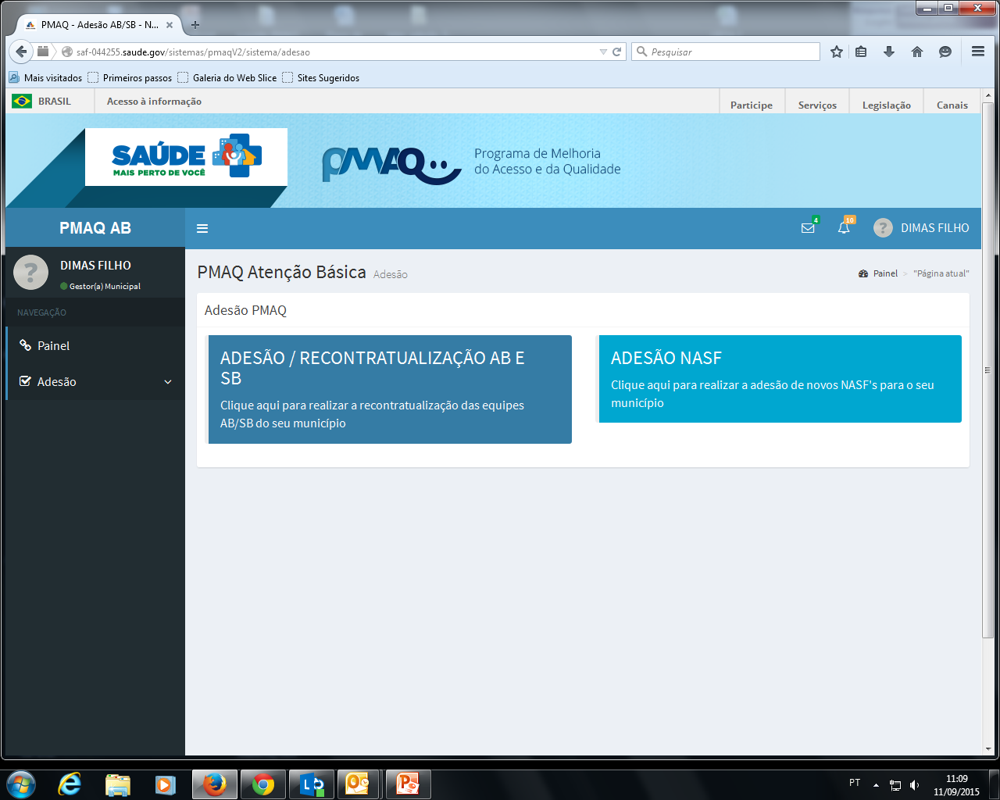 PMAQ - Adesão AB/SB - N...
saf-044255.saude.gov/sistemas/pmaqV2/sistema/adesao
Pesquisar
Mais visitados
Primeiros passos
Galeria do Web Slice
Sites Sugeridos
BRASIL
Acesso à informação
Participe
Serviços
Legislação
Canais
SAÚDE
MAIS PERTO DE VOCÊ
PMAQ
Programa de Melhoria
do Acesso e da Qualidade
PMAQ AB
4
10
DIMAS FILHO
DIMAS FILHO
Gestor(a) Municipal
NAVEGAÇÃO
Painel
Adesão
PMAQ Atenção Básica Adesão
Painel > "Página atual"
Adesão PMAQ
ADESÃO / RECONTRATUALIZAÇÃO AB E
SB
Clique aqui para realizar a recontratualização das equipes
AB/SB do seu município
ADESÃO NASF
Clique aqui para realizar a adesão de novos NASF's para o seu
município
PT
11:09
11/09/2015